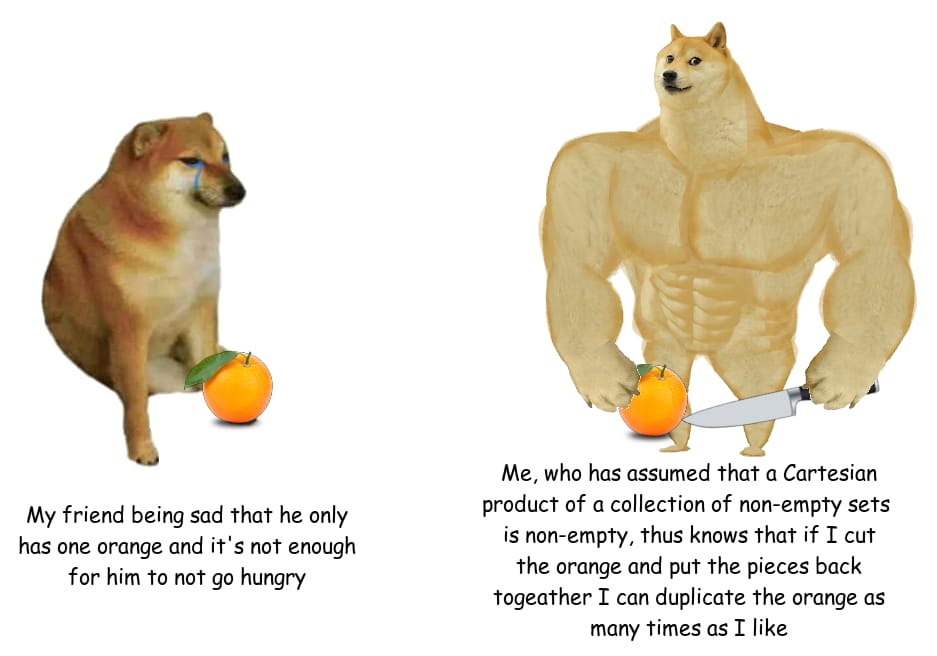 My friend being sad that he only
has one orange and it's not enough
for him to not go hungry
Me, who has assumed that a Cartesian
product of a collection of non-empty sets
is non-empty, thus knows that if I cut
the orange and put the pieces back
togeather I can duplicate the orange as
many times as I like